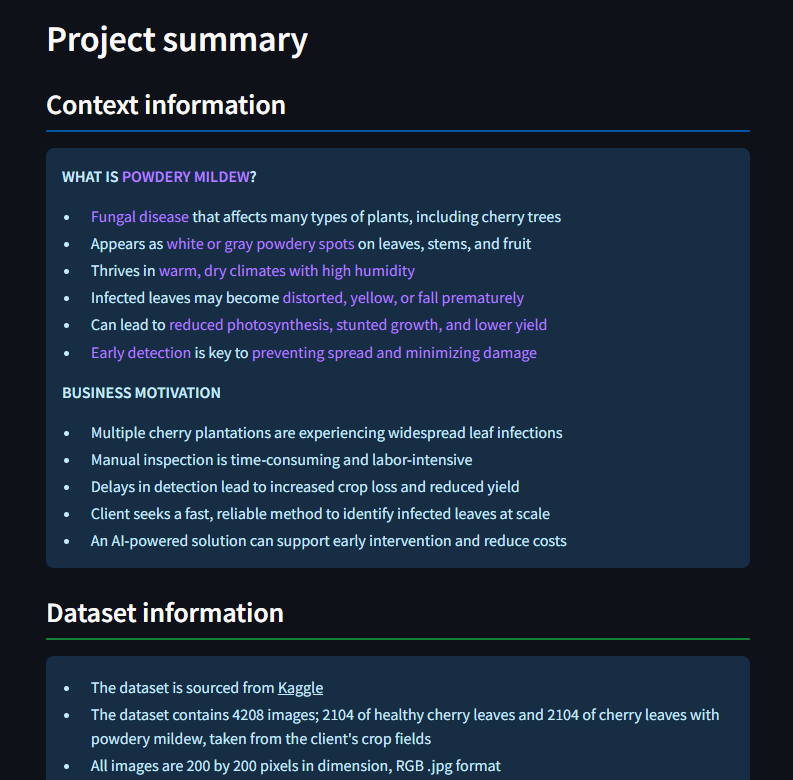 Project summary
Context information
WHAT IS POWDERY MILDEW?
• Fungal disease that affects many types of plants, including cherry trees
• Appears as white or gray powdery spots on leaves, stems, and fruit
• Thrives in warm, dry climates with high humidity
• Infected leaves may become distorted, yellow, or fall prematurely
• Can lead to reduced photosynthesis, stunted growth, and lower yield
• Early detection is key to preventing spread and minimizing damage
BUSINESS MOTIVATION
• Multiple cherry plantations are experiencing widespread leaf infections
• Manual inspection is time-consuming and labor-intensive
• Delays in detection lead to increased crop loss and reduced yield
• Client seeks a fast, reliable method to identify infected leaves at scale
• An AI-powered solution can support early intervention and reduce costs
Dataset information
• The dataset is sourced from Kaggle
• The dataset contains 4208 images; 2104 of healthy cherry leaves and 2104 of cherry leaves with
powdery mildew, taken from the client's crop fields
• All images are 200 by 200 pixels in dimension, RGB .jpg format